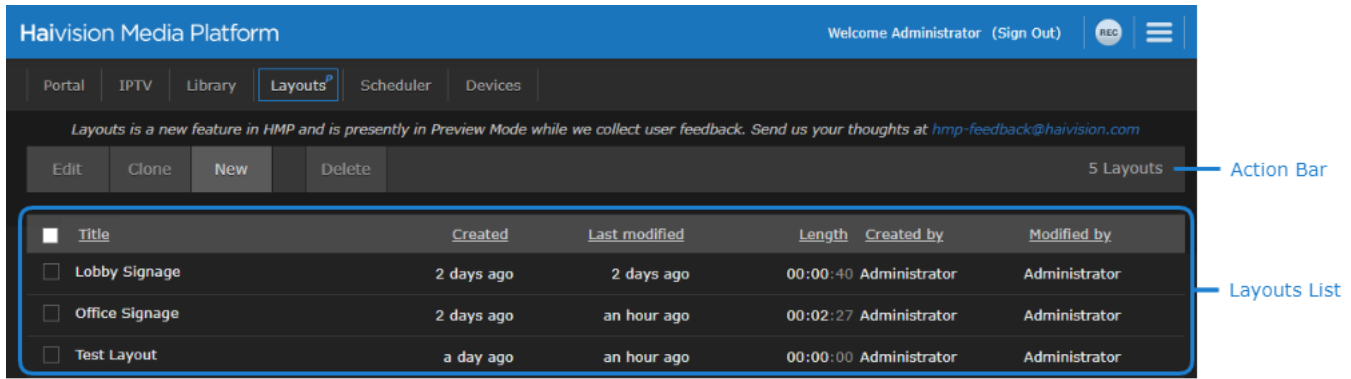 Haivision Media Platform Welcome Administrator (Sign Out) REC
Portal IPTV Library Layouts P Scheduler Devices
Layouts is a new feature in HMP and is presently in Preview Mode while we collect user feedback. Send us your thoughts at hmp-feedback@haivision.com
Edit Clone New Delete 5 Layouts Action Bar
Title Created Last modified Length Created by Modified by
Lobby Signage 2 days ago 2 days ago 00:00:40 Administrator Administrator
Layouts List
Office Signage 2 days ago an hour ago 00:02:27 Administrator Administrator
Test Layout a day ago an hour ago 00:00:00 Administrator Administrator